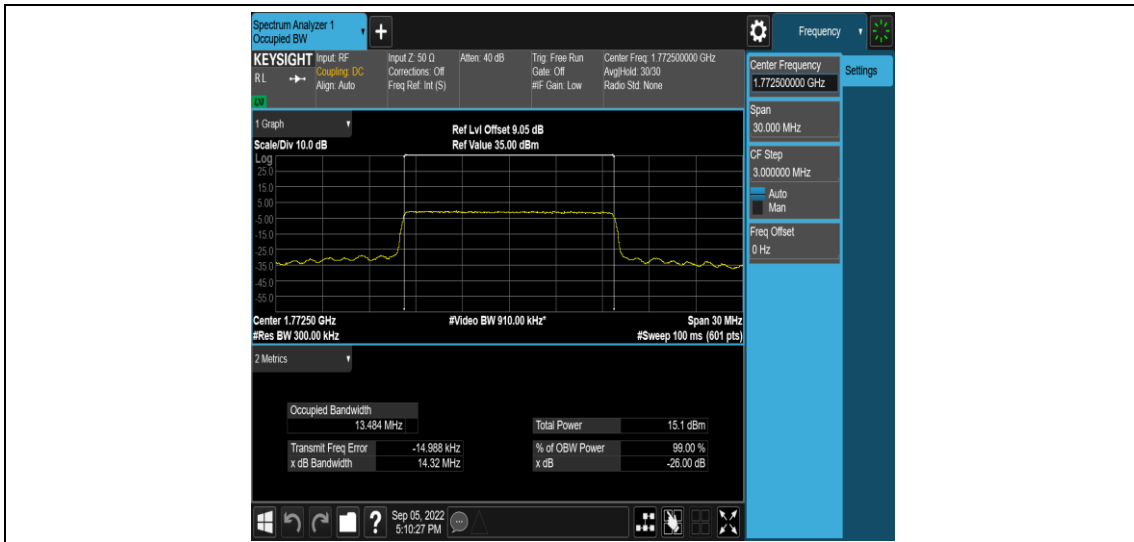 Spectrum Analyzer 1
Occupied BW
Frequency
KEYSIGHT
RL
Input: RF
Coupling: DC
Align: Auto
Input Z: 50 Ω
Corrections: Off
Freq Ref: Int (S)
Atten: 40 dB
Trig: Free Run
Gate: Off
#IF Gain: Low
Center Freq: 1.772500000 GHz
Avg|Hold: 30/30
Radio Std: None
Center Frequency
1.772500000 GHz
Settings
Span
30.000 MHz
CF Step
3.000000 MHz
Auto
Man
Freq Offset
0 Hz
1 Graph
Ref Lvl Offset 9.05 dB
Scale/Div 10.0 dB
Ref Value 35.00 dBm
Log
25.0
15.0
5.00
-5.00
-15.0
-25.0
-35.0
-45.0
-55.0
Center 1.77250 GHz
#Video BW 910.00 kHz*
Span 30 MHz
#Res BW 300.00 kHz
#Sweep 100 ms (601 pts)
2 Metrics
Occupied Bandwidth
13.484 MHz
Total Power 15.1 dBm
Transmit Freq Error -14.988 kHz
% of OBW Power 99.00 %
x dB Bandwidth 14.32 MHz
x dB -26.00 dB
?
Sep 05, 2022
5:10:27 PM